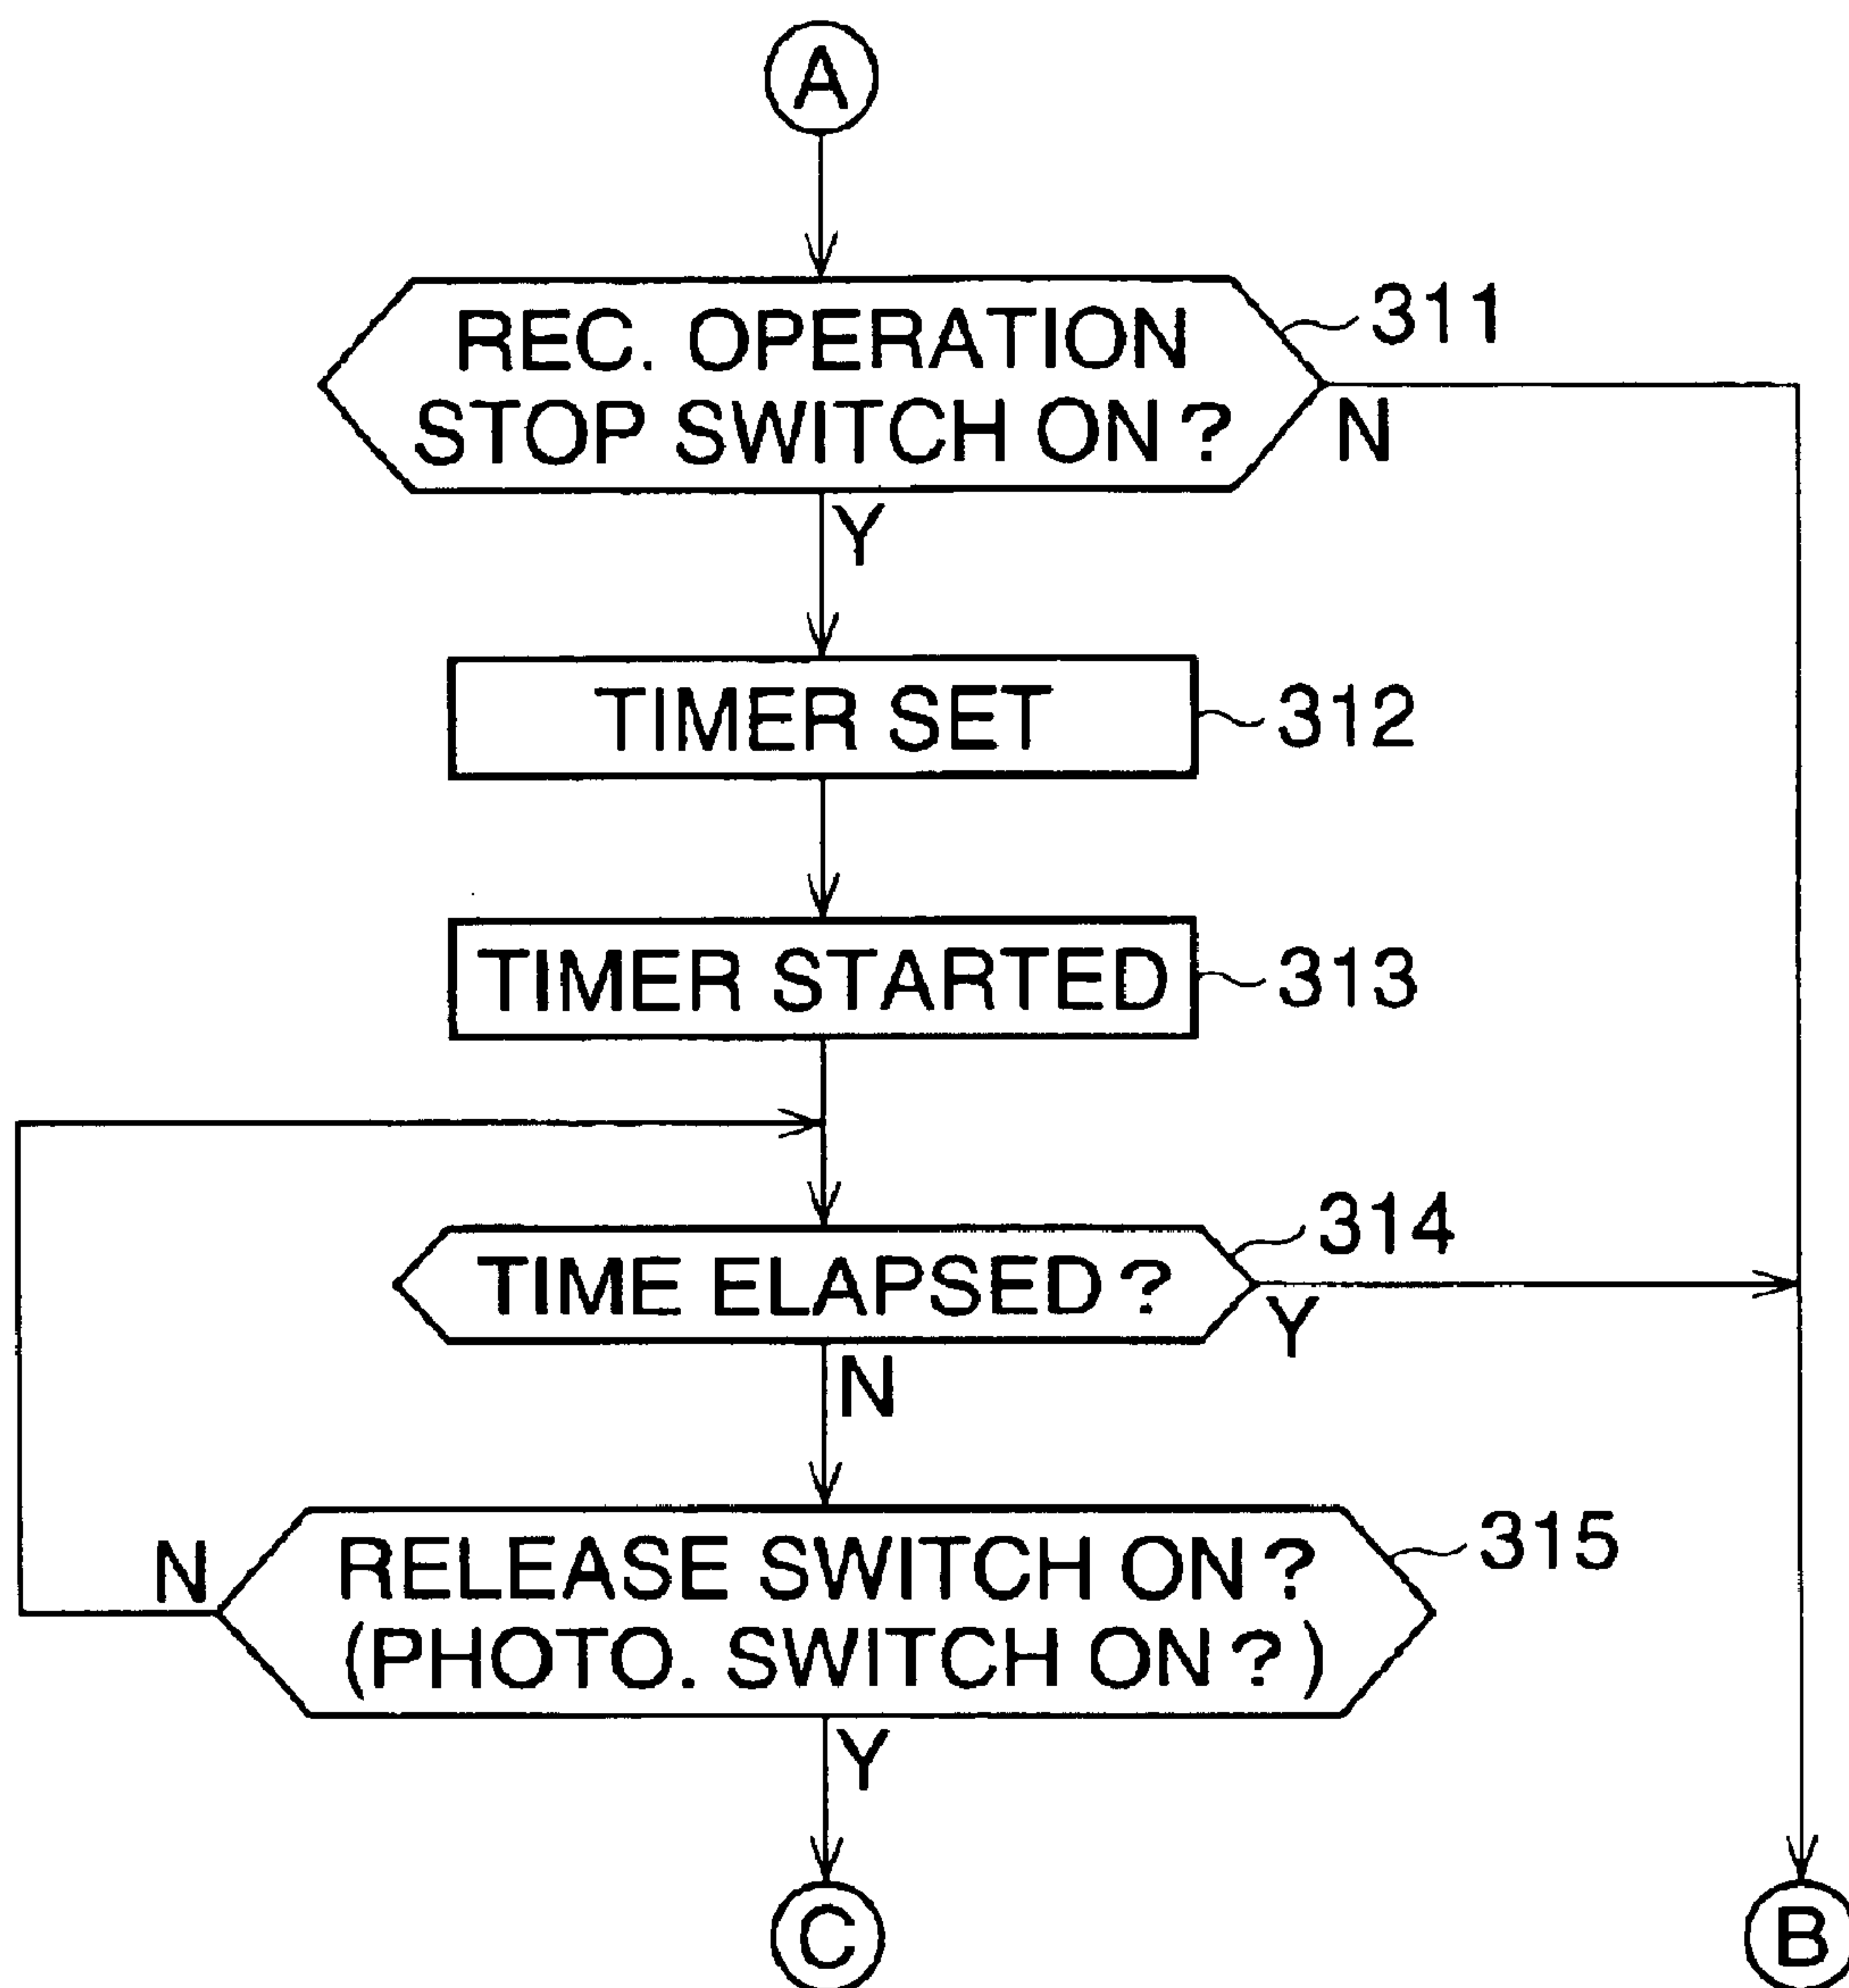 A
REC. OPERATION
STOP SWITCH ON?
311
N
Y
TIMER SET
312
TIMER STARTED
313
TIME ELAPSED?
314
Y
N
RELEASE SWITCH ON?
(PHOTO. SWITCH ON?)
315
N
Y
C
B